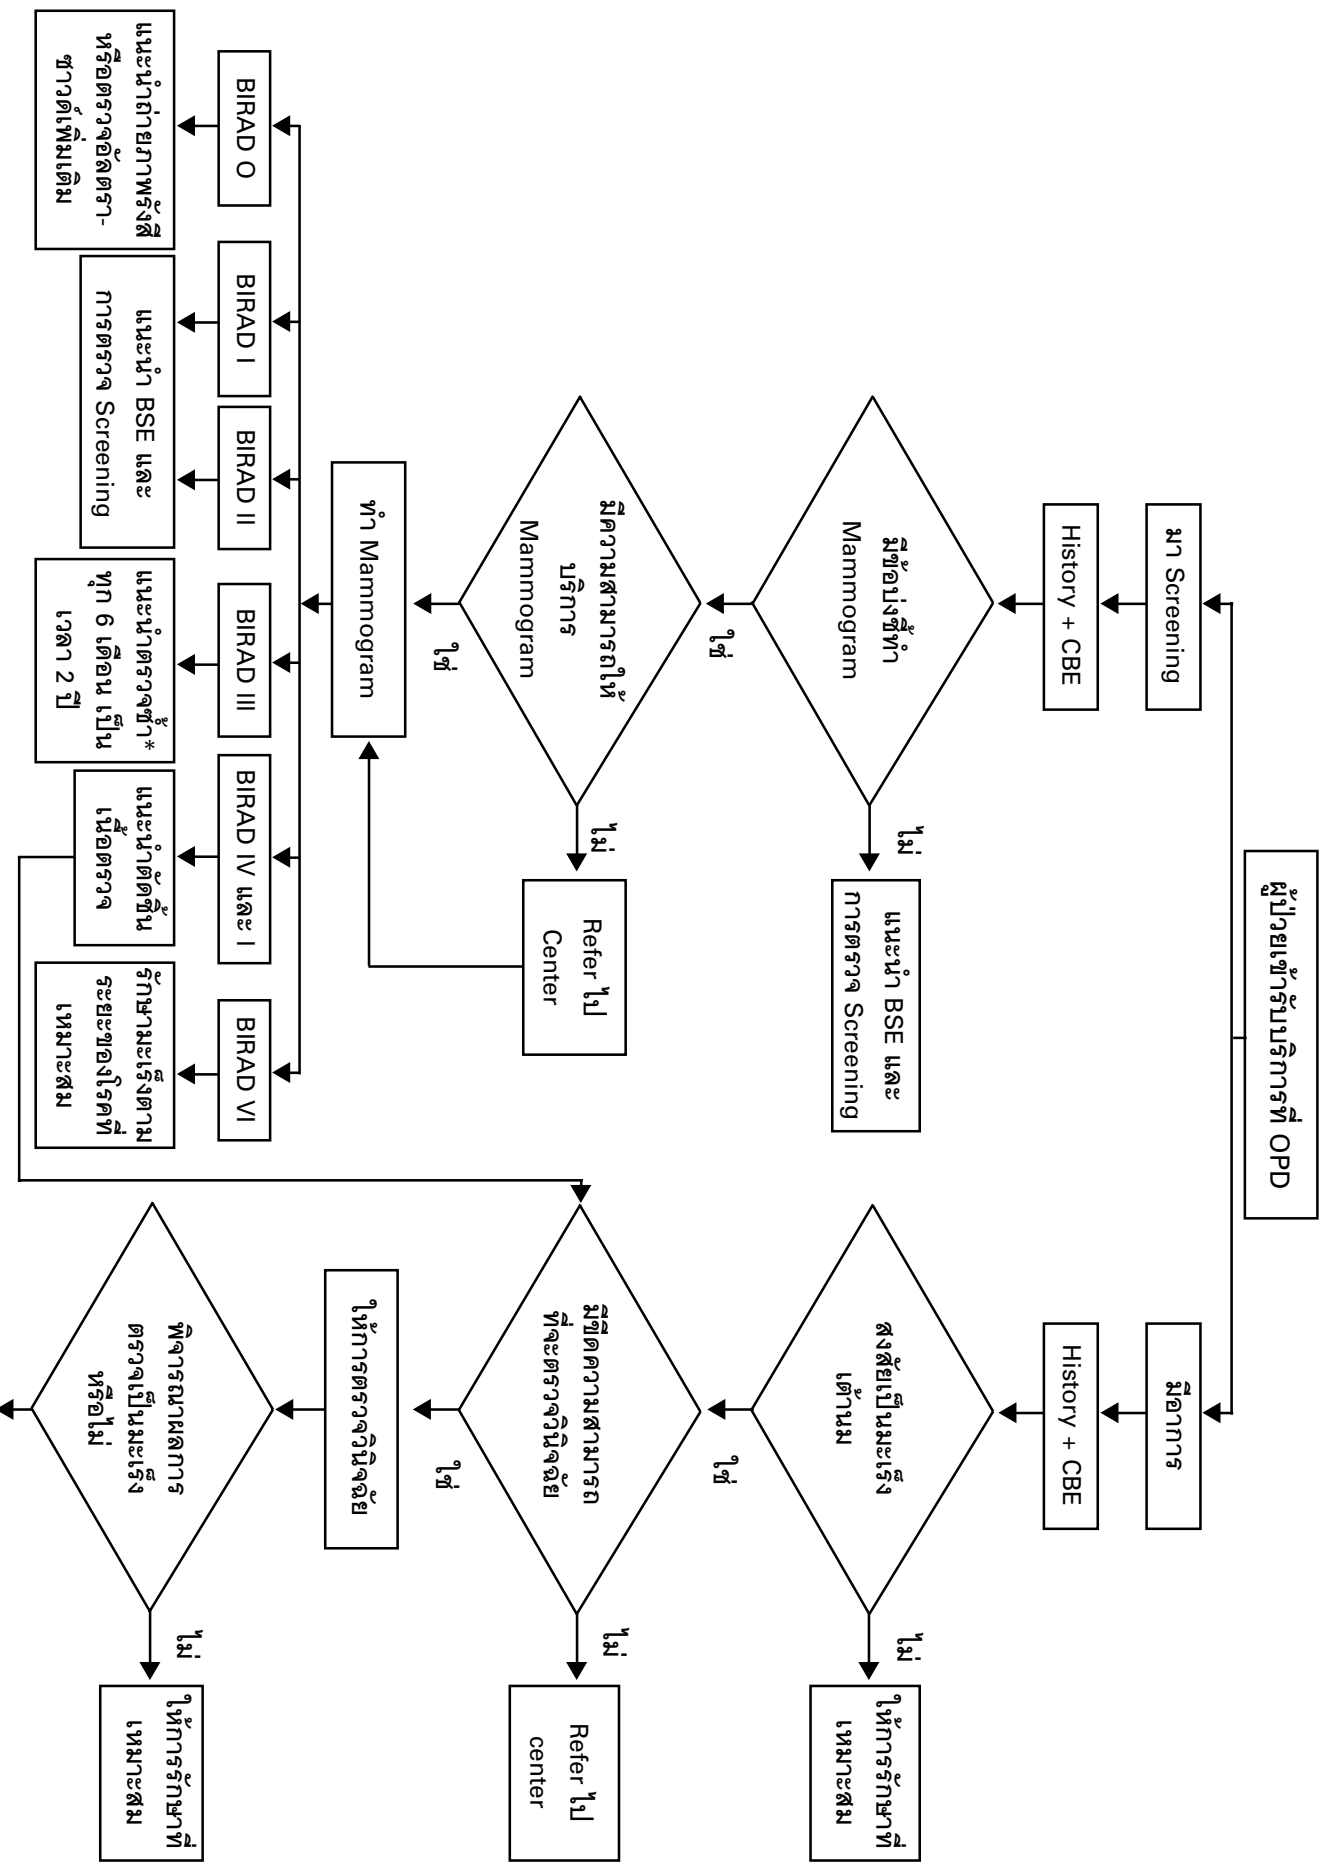 ผู้ป่วยเข้ารับบริการที่ OPD
มา Screening
มีอาการ
History + CBE
History + CBE
มีข้อบ่งชี้ทำ
Mammogram
ไม่
แนะนำ BSE และ
การตรวจ Screening
สงสัยเป็นมะเร็ง
เต้านม
ไม่
ให้การรักษาที่
เหมาะสม
ใช่
ใช่
มีความสามารถให้
บริการ
Mammogram
ไม่
Refer ไป
Center
มีขีดความสามารถ
ที่จะตรวจวินิจฉัย
ไม่
Refer ไป
center
ใช่
ใช่
ทำ Mammogram
ให้การตรวจวินิจฉัย
BIRAD O
BIRAD I
BIRAD II
BIRAD III
BIRAD IV และ I
BIRAD VI
แนะนำถ่ายภาพรังสี
หรือตรวจอัลตรา-
ซาวด์เพิ่มเติม
แนะนำ BSE และ
การตรวจ Screening
แนะนำตรวจซ้ำ*
ทุก 6 เดือน เป็น
เวลา 2 ปี
แนะนำตัดชิ้น
เนื้อตรวจ
รักษามะเร็งตาม
ระยะของโรคที่
เหมาะสม
พิจารณาผลการ
ตรวจเป็นมะเร็ง
หรือไม่
ไม่
ให้การรักษาที่
เหมาะสม